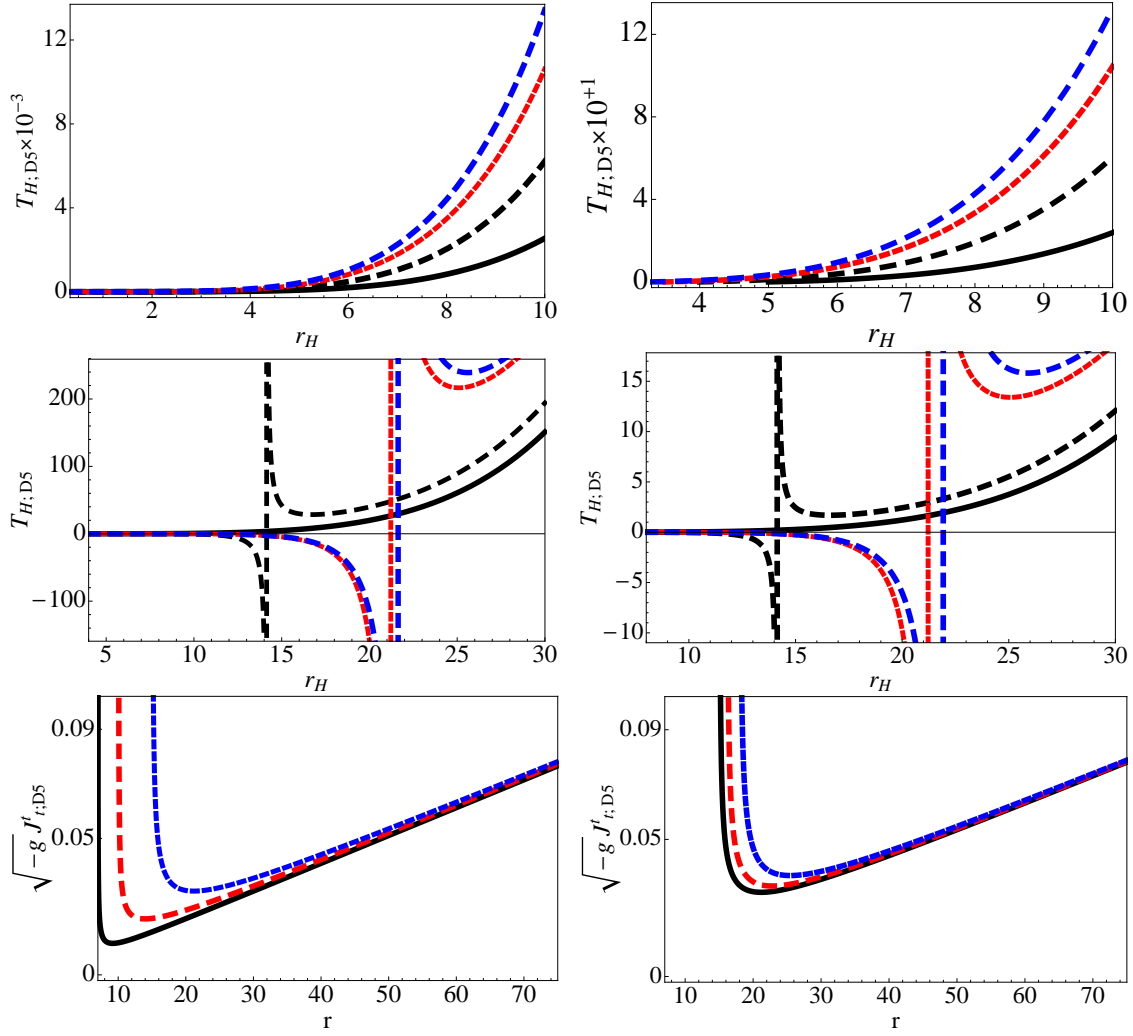 T_{H;D5}×10^{-3}
12
8
4
0
2 4 6 8 10
r_H
T_{H;D5}×10^{+1}
12
8
4
0
4 5 6 7 8 9 10
r_H
T_{H;D5}
200
100
0
−100
5 10 15 20 25 30
r_H
T_{H;D5}
15
10
5
0
−5
−10
10 15 20 25 30
r_H
√−g J^t_{t;D5}
0.09
0.05
0
10 20 30 40 50 60 70
r
√−g J^t_{t;D5}
0.09
0.05
0
10 20 30 40 50 60 70
r